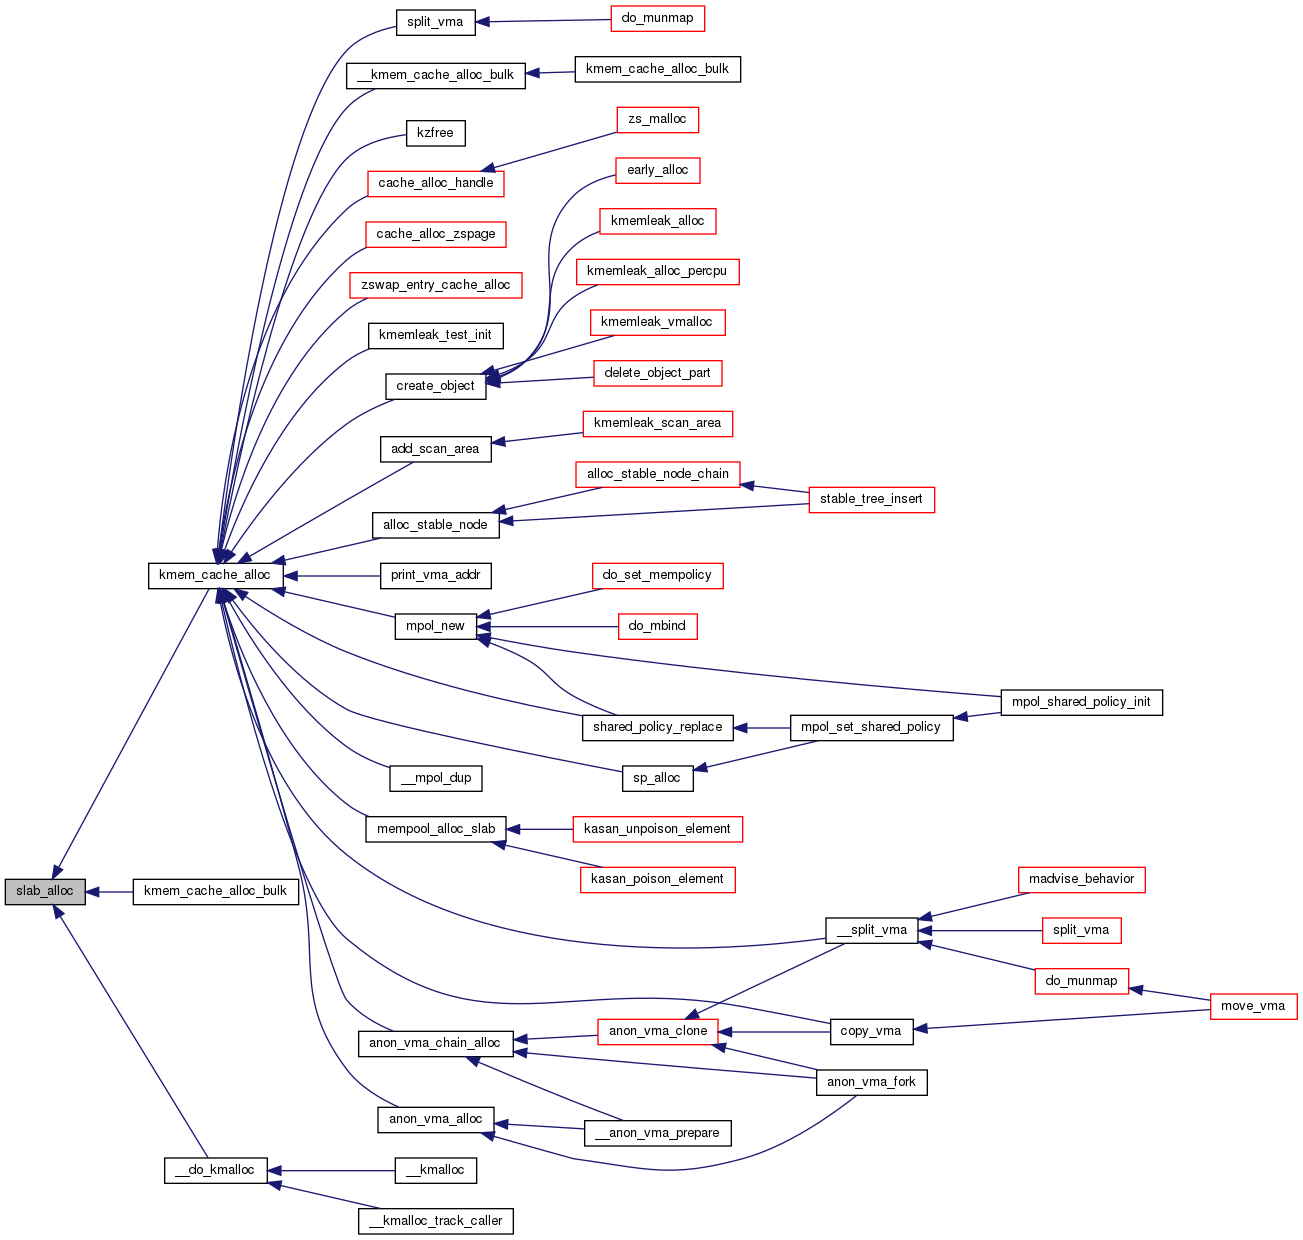 split_vma
do_munmap
__kmem_cache_alloc_bulk
kmem_cache_alloc_bulk
kzfree
zs_malloc
cache_alloc_handle
early_alloc
kmemleak_alloc
cache_alloc_zspage
kmemleak_alloc_percpu
zswap_entry_cache_alloc
kmemleak_vmalloc
kmemleak_test_init
delete_object_part
create_object
kmemleak_scan_area
add_scan_area
alloc_stable_node_chain
stable_tree_insert
alloc_stable_node
kmem_cache_alloc
print_vma_addr
do_set_mempolicy
mpol_new
do_mbind
mpol_shared_policy_init
shared_policy_replace
mpol_set_shared_policy
__mpol_dup
sp_alloc
mempool_alloc_slab
kasan_unpoison_element
kasan_poison_element
madvise_behavior
slab_alloc
kmem_cache_alloc_bulk
__split_vma
split_vma
do_munmap
move_vma
anon_vma_chain_alloc
anon_vma_clone
copy_vma
anon_vma_fork
anon_vma_alloc
__anon_vma_prepare
__do_kmalloc
__kmalloc
__kmalloc_track_caller